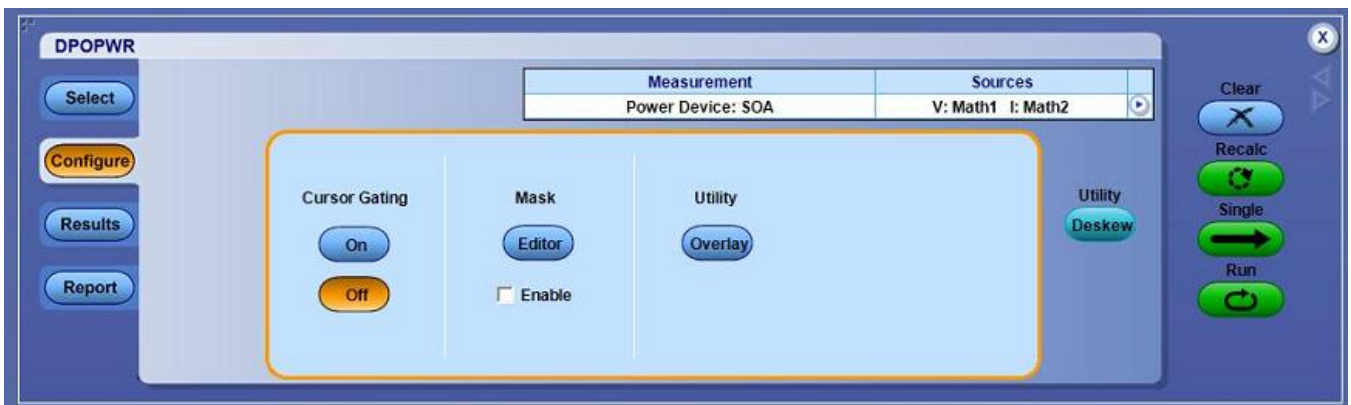 DPOPWR
X
Select
Configure
Results
Report
Measurement Sources
Power Device: SOA V: Math1 I: Math2
Cursor Gating
On
Off
Mask
Editor
Enable
Utility
Overlay
Utility
Deskew
Clear
Recalc
Single
Run